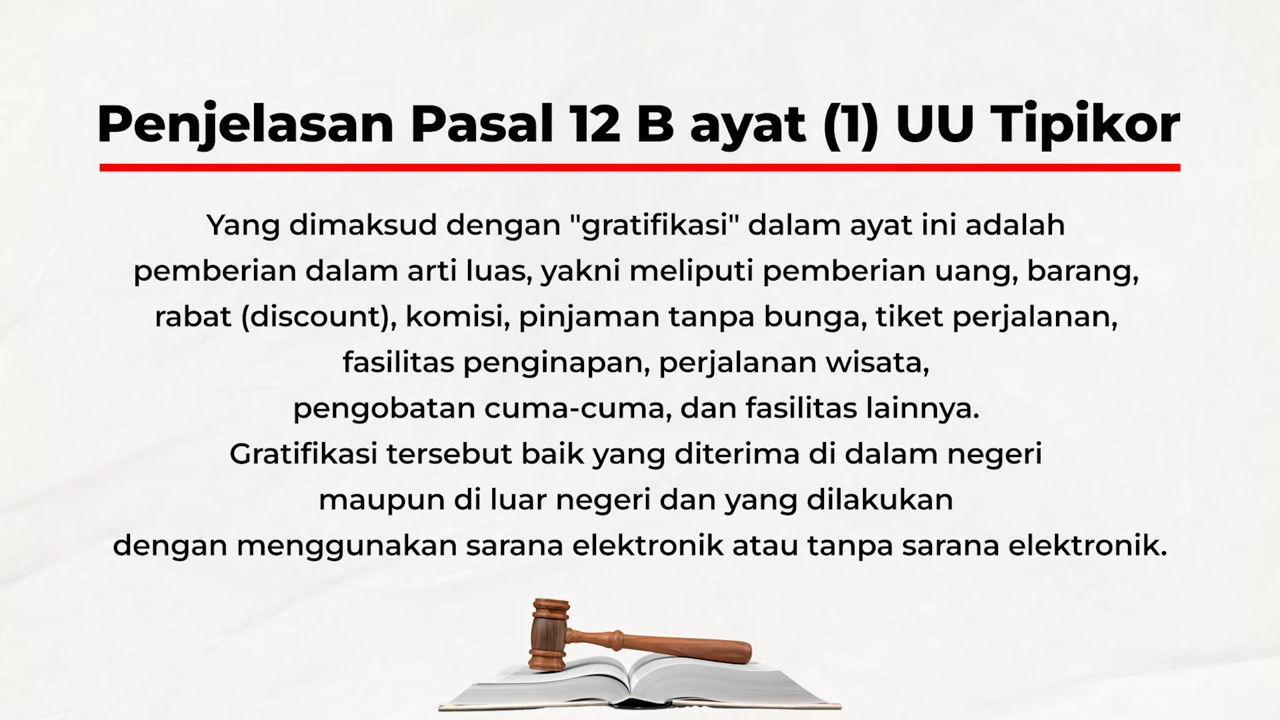 Penjelasan Pasal 12 B ayat (1) UU Tipikor
Yang dimaksud dengan "gratifikasi" dalam ayat ini adalah
pemberian dalam arti luas, yakni meliputi pemberian uang, barang,
rabat (discount), komisi, pinjaman tanpa bunga, tiket perjalanan,
fasilitas penginapan, perjalanan wisata,
pengobatan cuma-cuma, dan fasilitas lainnya.
Gratifikasi tersebut baik yang diterima di dalam negeri
maupun di luar negeri dan yang dilakukan
dengan menggunakan sarana elektronik atau tanpa sarana elektronik.